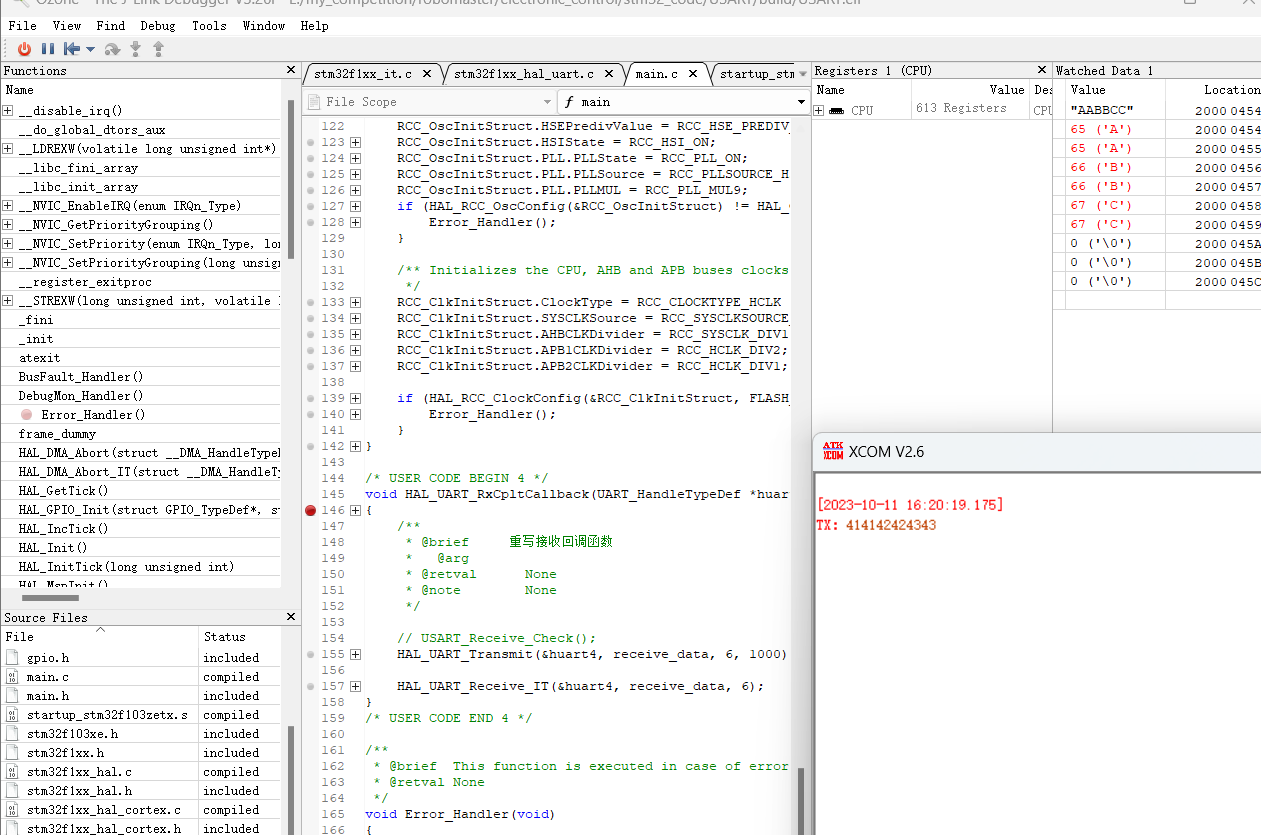 Ozone - The J-Link Debugger V3.26f - E:/my_competition/robomaster/electronic_control/stm32_code/USART/build/USART.elf
File View Find Debug Tools Window Help
Functions
Name
__disable_irq()
__do_global_dtors_aux
__LDREXW(volatile long unsigned int*)
__libc_fini_array
__libc_init_array
__NVIC_EnableIRQ(enum IRQn_Type)
__NVIC_GetPriorityGrouping()
__NVIC_SetPriority(enum IRQn_Type, lon
__NVIC_SetPriorityGrouping(long unsign
__register_exitproc
__STREXW(long unsigned int, volatile l
_fini
_init
atexit
BusFault_Handler()
DebugMon_Handler()
Error_Handler()
frame_dummy
HAL_DMA_Abort(struct __DMA_HandleTypeD
HAL_DMA_Abort_IT(struct __DMA_HandleTy
HAL_GetTick()
HAL_GPIO_Init(struct GPIO_TypeDef*, st
HAL_IncTick()
HAL_Init()
HAL_InitTick(long unsigned int)
HAL_MspInit()
Source Files
File Status
gpio.h included
main.c compiled
main.h included
startup_stm32f103zetx.s compiled
stm32f103xe.h included
stm32f1xx.h included
stm32f1xx_hal.c compiled
stm32f1xx_hal.h included
stm32f1xx_hal_cortex.c compiled
stm32f1xx_hal_cortex.h included
stm32f1xx_it.c stm32f1xx_hal_uart.c main.c startup_stm
File Scope main
122 RCC_OscInitStruct.HSEPredivValue = RCC_HSE_PREDIV_
123 RCC_OscInitStruct.HSIState = RCC_HSI_ON;
124 RCC_OscInitStruct.PLL.PLLState = RCC_PLL_ON;
125 RCC_OscInitStruct.PLL.PLLSource = RCC_PLLSOURCE_H
126 RCC_OscInitStruct.PLL.PLLMUL = RCC_PLL_MUL9;
127 if (HAL_RCC_OscConfig(&RCC_OscInitStruct) != HAL_
128 Error_Handler();
129 }
130
131 /** Initializes the CPU, AHB and APB buses clocks
132 */
133 RCC_ClkInitStruct.ClockType = RCC_CLOCKTYPE_HCLK
134 RCC_ClkInitStruct.SYSCLKSource = RCC_SYSCLKSOURCE_
135 RCC_ClkInitStruct.AHBCLKDivider = RCC_SYSCLK_DIV1
136 RCC_ClkInitStruct.APB1CLKDivider = RCC_HCLK_DIV2;
137 RCC_ClkInitStruct.APB2CLKDivider = RCC_HCLK_DIV1;
138
139 if (HAL_RCC_ClockConfig(&RCC_ClkInitStruct, FLASH_
140 Error_Handler();
141 }
142 }
143
144 /* USER CODE BEGIN 4 */
145 void HAL_UART_RxCpltCallback(UART_HandleTypeDef *huar
146 {
147 /**
148 * @brief 重写接收回调函数
149 * @arg
150 * @retval None
151 * @note None
152 */
153
154 // USART_Receive_Check();
155 HAL_UART_Transmit(&huart4, receive_data, 6, 1000)
156
157 HAL_UART_Receive_IT(&huart4, receive_data, 6);
158 }
159 /* USER CODE END 4 */
160
161 /**
162 * @brief This function is executed in case of error
163 * @retval None
164 */
165 void Error_Handler(void)
166 {
Registers 1 (CPU)
Name Value Des
CPU 613 Registers CPU
Watched Data 1
Value Location
"AABBCC" 2000 0454
65 ('A') 2000 0454
65 ('A') 2000 0455
66 ('B') 2000 0456
66 ('B') 2000 0457
67 ('C') 2000 0458
67 ('C') 2000 0459
0 ('\0') 2000 045A
0 ('\0') 2000 045B
0 ('\0') 2000 045C
ATK
XCOM
XCOM V2.6
[2023-10-11 16:20:19.175]
TX: 414142424343